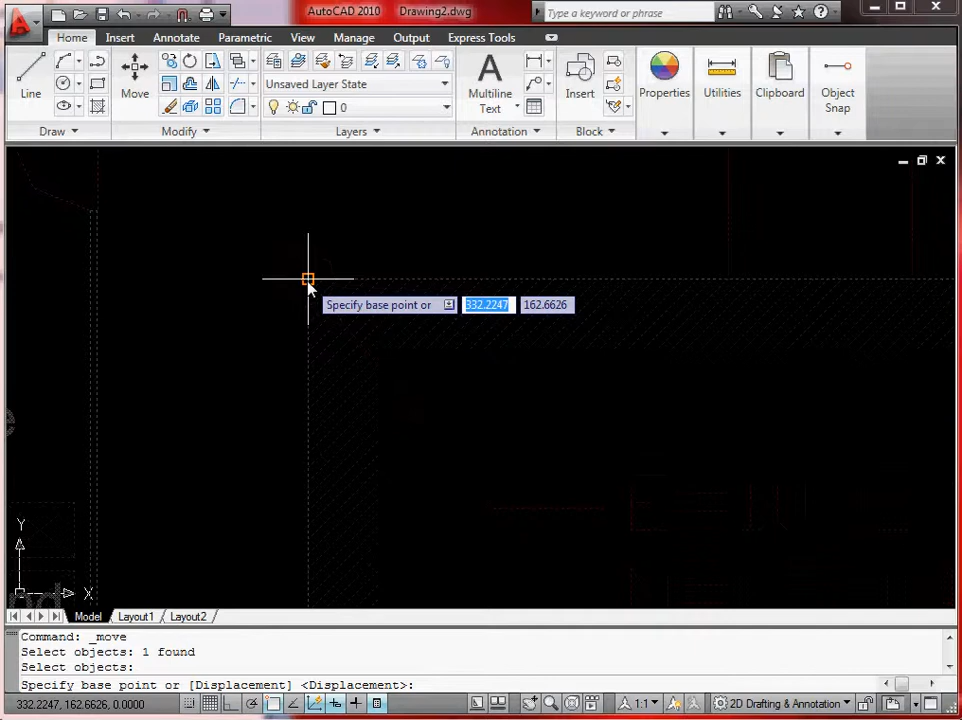 AutoCAD 2010 Drawing2.dwg
Type a keyword or phrase
Home Insert Annotate Parametric View Manage Output Express Tools
Line
Move
Unsaved Layer State
0
A
Multiline
Text
Insert
Properties
Utilities
Clipboard
Object
Snap
Draw
Modify
Layers
Annotation
Block
Specify base point or 332.2247 162.6626
e
Y
X
nd
Model Layout1 Layout2
Command: _move
Select objects: 1 found
Select objects:
Specify base point or [Displacement] <Displacement>:
332.2247, 162.6626, 0.0000
1:1
2D Drafting & Annotation